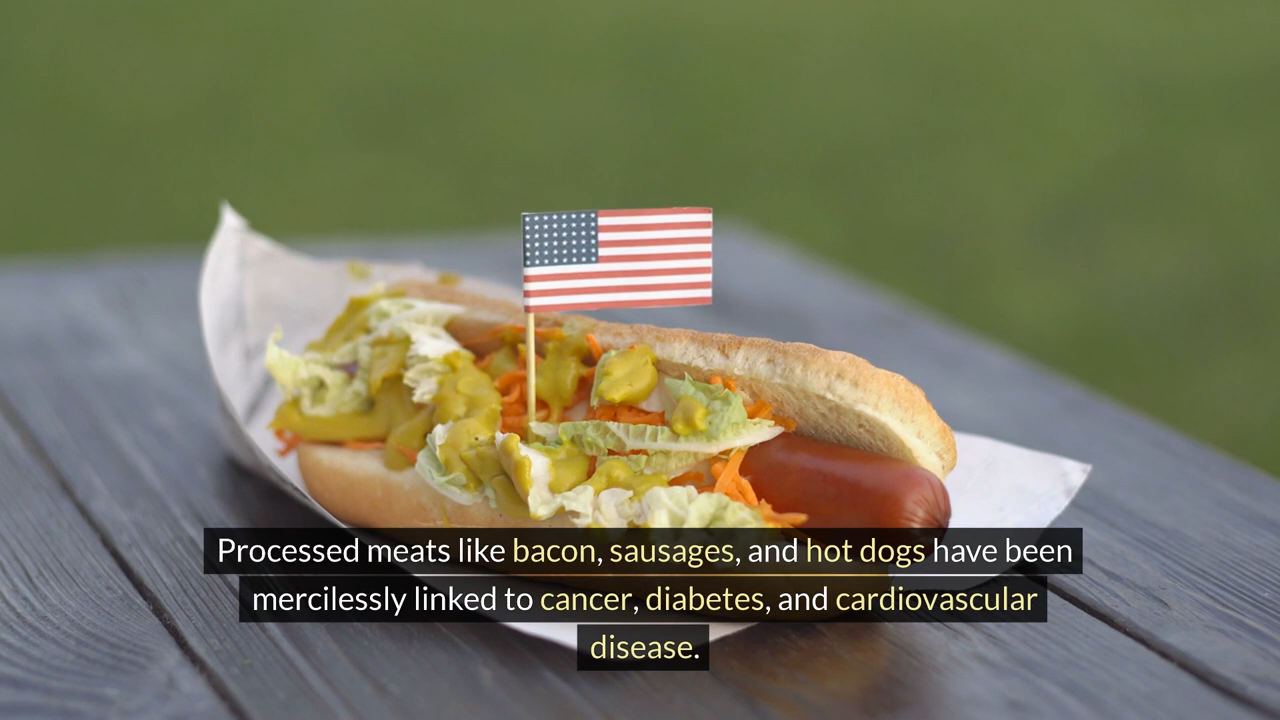 Processed meats like bacon, sausages, and hot dogs have been
mercilessly linked to cancer, diabetes, and cardiovascular
disease.